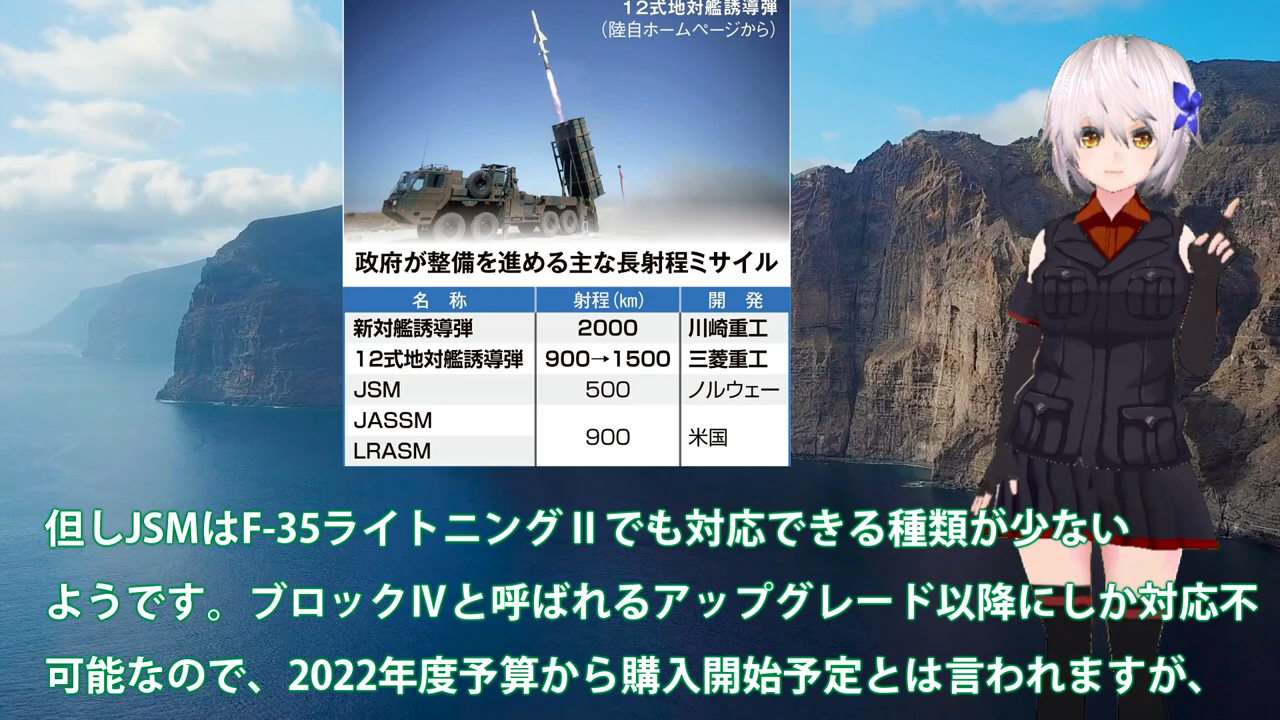 12式地対艦誘導弾
（陸自ホームページから）
政府が整備を進める主な長射程ミサイル
名 称 射程(km) 開 発
新対艦誘導弾 2000 川崎重工
12式地対艦誘導弾 900→1500 三菱重工
JSM 500 ノルウェー
JASSM
LRASM 900 米国
但しJSMはF-35ライトニングⅡでも対応できる種類が少ない
ようです。ブロックⅣと呼ばれるアップグレード以降にしか対応不
可能なので、2022年度予算から購入開始予定とは言われますが、